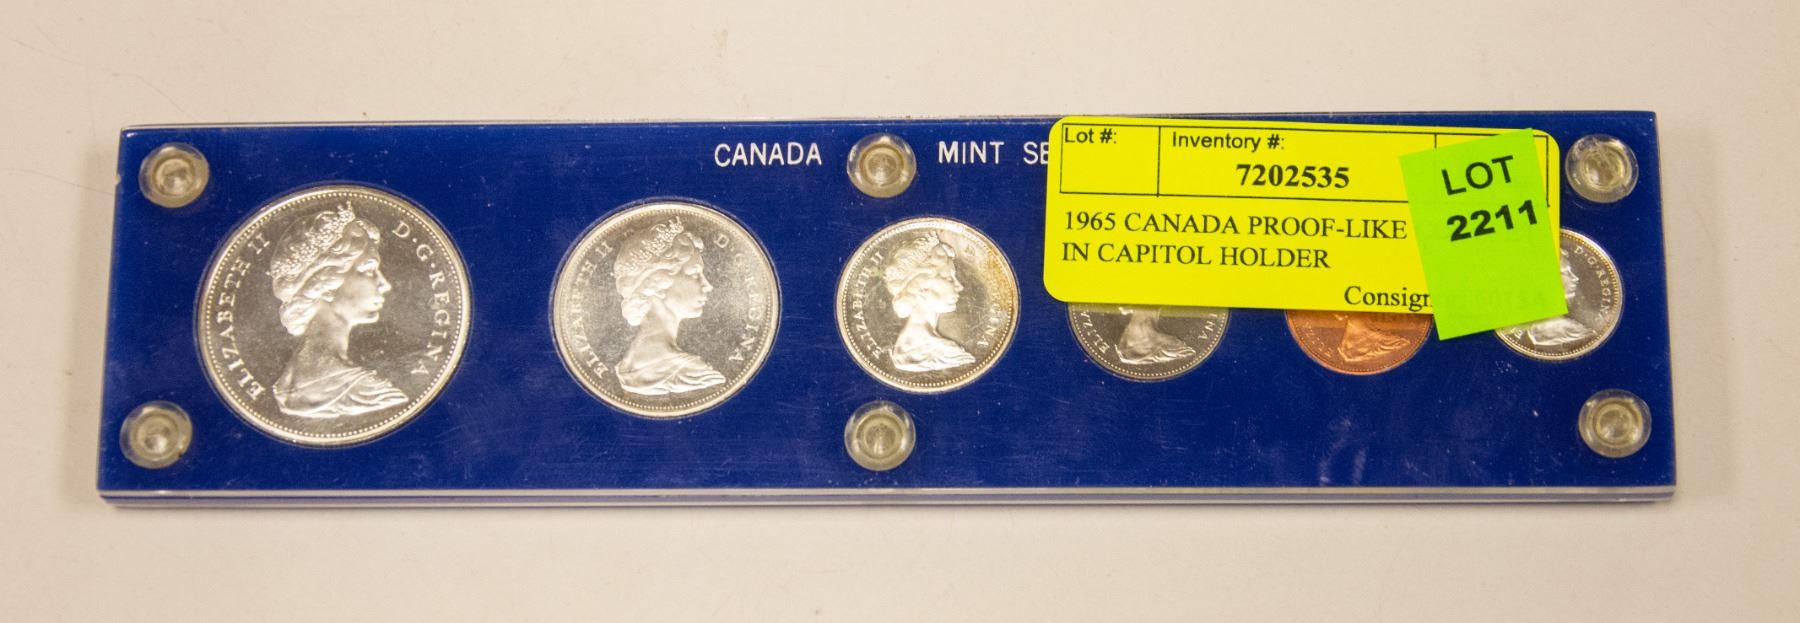 CANADA MINT SE
Lot #: Inventory #:
7202535
1965 CANADA PROOF-LIKE
IN CAPITOL HOLDER
Consign
LOT
2211
ELIZABETH II D·G·REGINA
ELIZABETH II D·G·REGINA
ELIZABETH II D·G·REGINA
D·G·REGINA